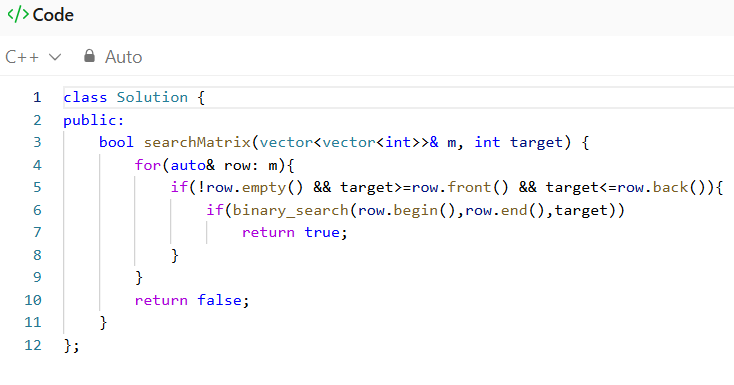 </> Code
C++ Auto
1 class Solution {
2 public:
3     bool searchMatrix(vector<vector<int>>& m, int target) {
4         for(auto& row: m){
5             if(!row.empty() && target>=row.front() && target<=row.back()){
6                 if(binary_search(row.begin(),row.end(),target))
7                     return true;
8             }
9         }
10         return false;
11     }
12 };